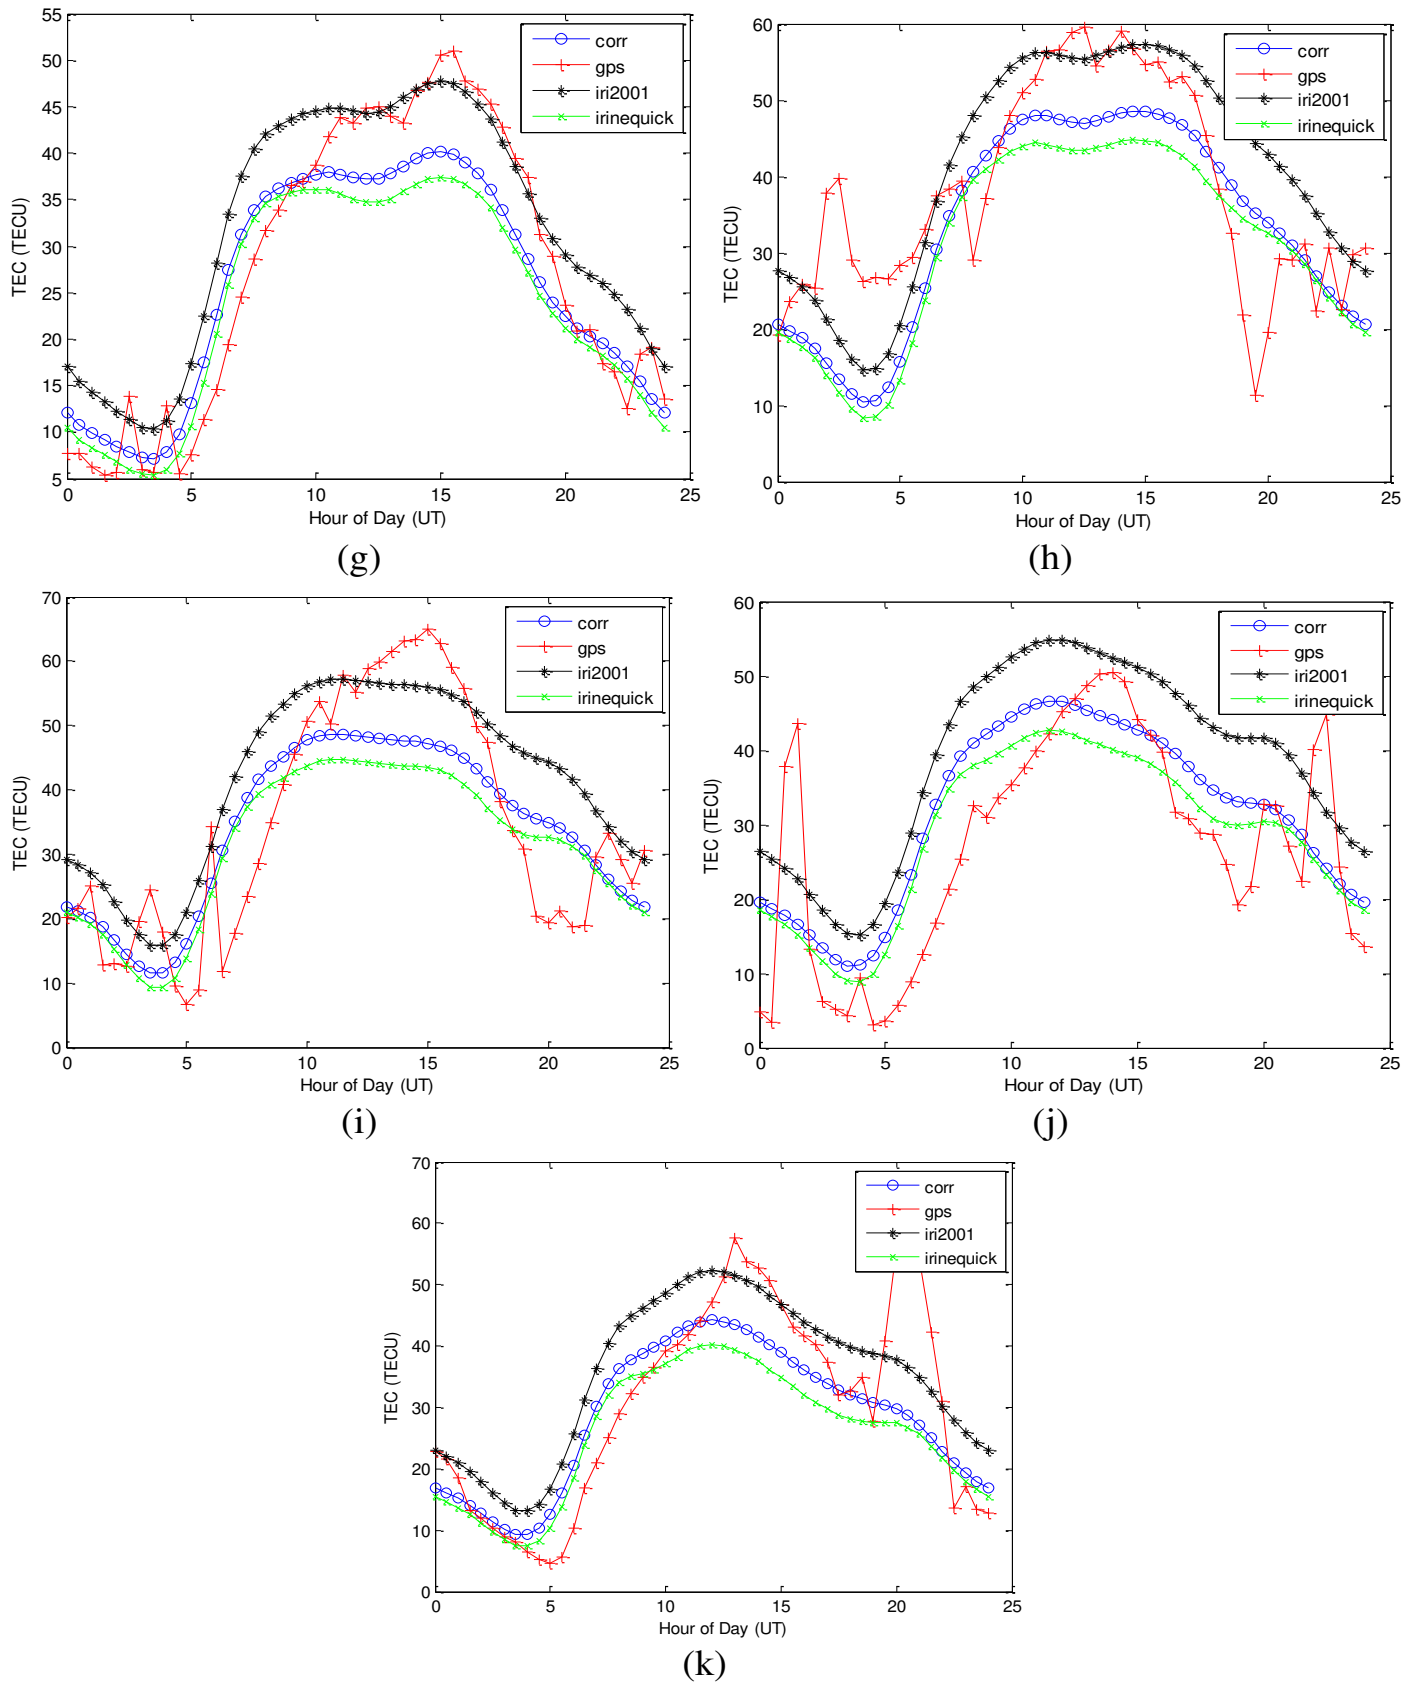 55
50
45
40
35
30
25
20
15
10
5
TEC (TECU)
0 5 10 15 20 25
Hour of Day (UT)
corr
gps
iri2001
irinequick
(g)
60
50
40
30
20
10
0
TEC (TECU)
0 5 10 15 20 25
Hour of Day (UT)
corr
gps
iri2001
irinequick
(h)
70
60
50
40
30
20
10
0
TEC (TECU)
0 5 10 15 20 25
Hour of Day (UT)
corr
gps
iri2001
irinequick
(i)
60
50
40
30
20
10
0
TEC (TECU)
0 5 10 15 20 25
Hour of Day (UT)
corr
gps
iri2001
irinequick
(j)
70
60
50
40
30
20
10
0
TEC (TECU)
0 5 10 15 20 25
Hour of Day (UT)
corr
gps
iri2001
irinequick
(k)